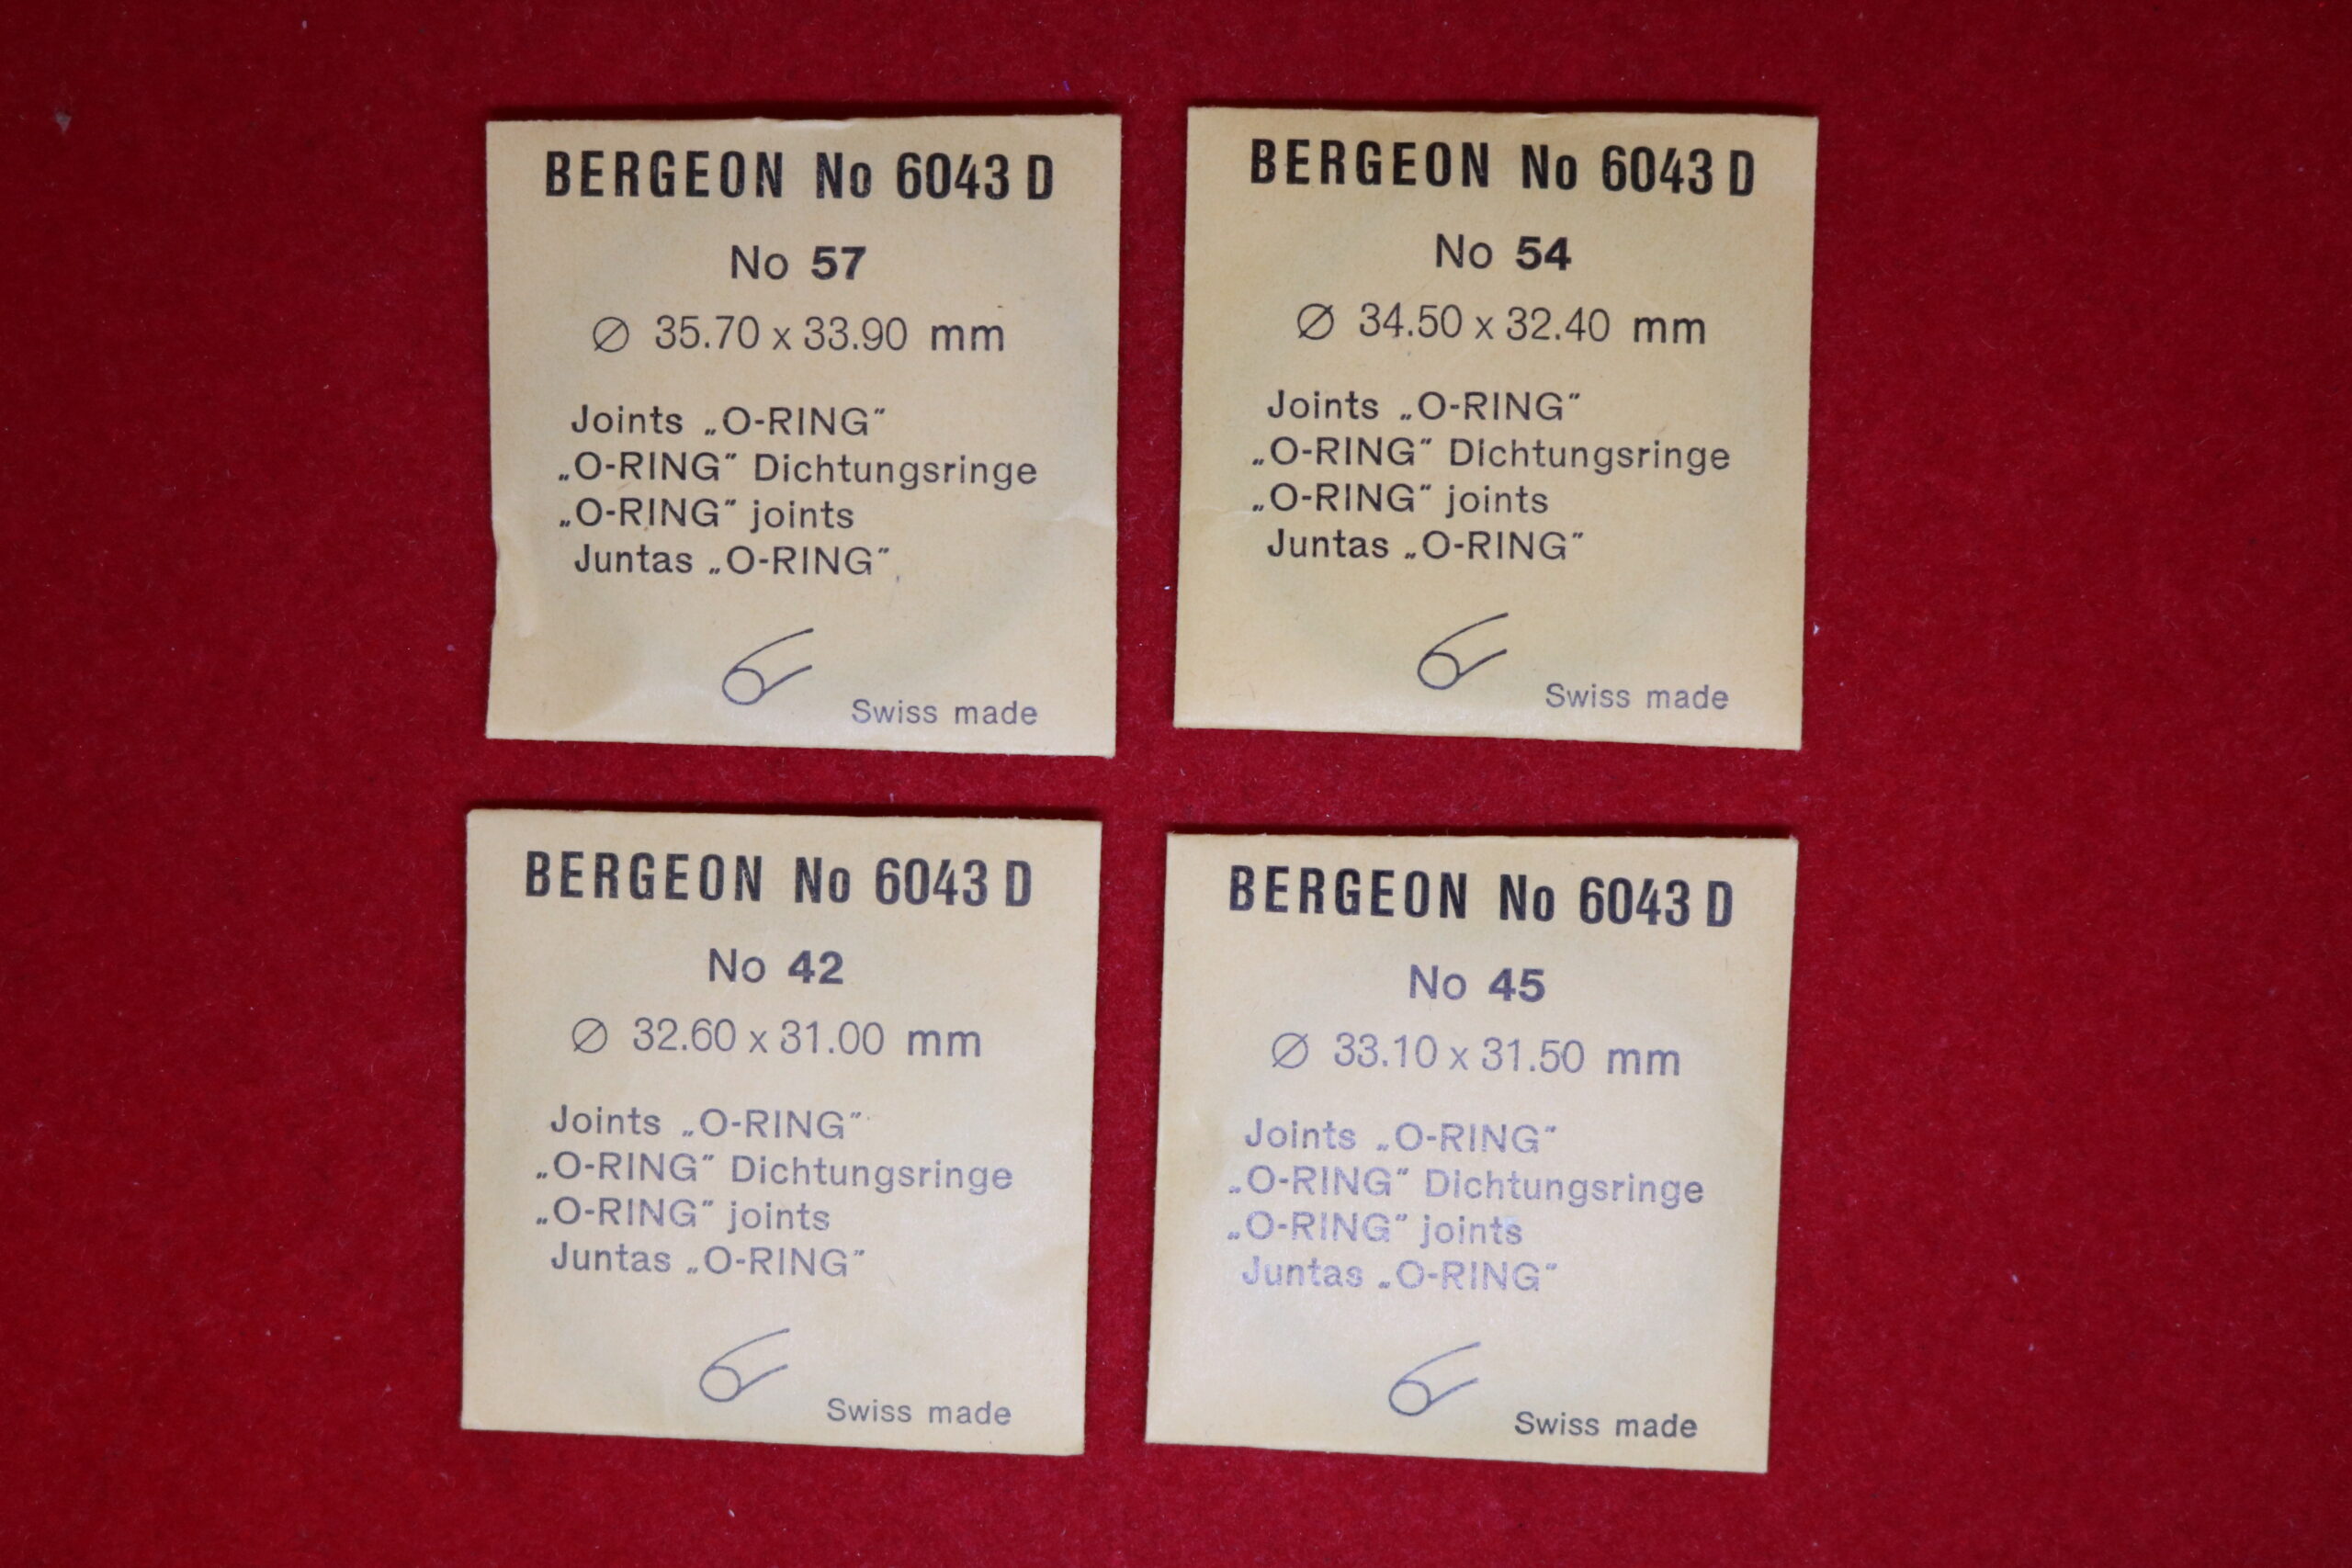 BERGEON No 6043 D
No 57
∅ 35.70 x 33.90 mm
Joints „O-RING”
„O-RING” Dichtungsringe
„O-RING” joints
Juntas „O-RING”
Swiss made
BERGEON No 6043 D
No 54
∅ 34.50 x 32.40 mm
Joints „O-RING”
„O-RING” Dichtungsringe
„O-RING” joints
Juntas „O-RING”
Swiss made
BERGEON No 6043 D
No 42
∅ 32.60 x 31.00 mm
Joints „O-RING”
„O-RING” Dichtungsringe
„O-RING” joints
Juntas „O-RING”
Swiss made
BERGEON No 6043 D
No 45
∅ 33.10 x 31.50 mm
Joints „O-RING”
„O-RING” Dichtungsringe
„O-RING” joints
Juntas „O-RING”
Swiss made